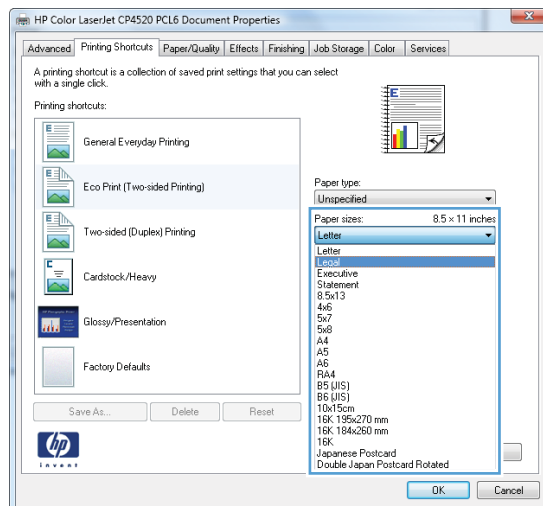 HP Color LaserJet CP4520 PCL6 Document Properties
Advanced Printing Shortcuts Paper/Quality Effects Finishing Job Storage Color Services
A printing shortcut is a collection of saved print settings that you can select
with a single click.
Printing shortcuts:
E
General Everyday Printing
E
Eco Print (Two-sided Printing)
E
Two-sided (Duplex) Printing
C
Cardstock/Heavy
Glossy/Presentation
Factory Defaults
Save As... Delete Reset
hp
invent
E
Paper type:
Unspecified
Paper sizes: 8.5 × 11 inches
Letter
Letter
Legal
Executive
Statement
8.5x13
4x6
5x7
5x8
A4
A5
A6
RA4
B5 (JIS)
B6 (JIS)
10x15cm
16K 195x270 mm
16K 184x260 mm
16K
Japanese Postcard
Double Japan Postcard Rotated
OK Cancel